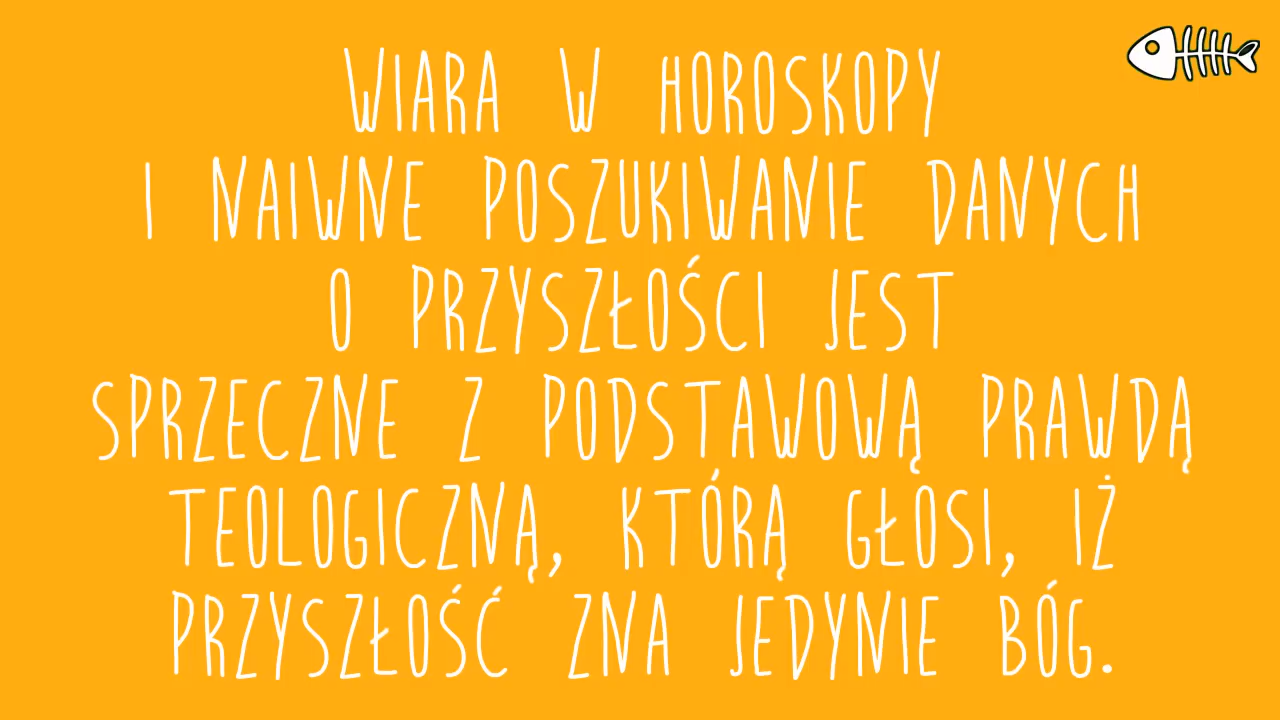 WIARA W HOROSKOPY
I NAIWNE POSZUKIWANIE DANYCH
O PRZYSZŁOŚCI JEST
SPRZECZNE Z PODSTAWOWĄ PRAWDĄ
TEOLOGICZNĄ, KTÓRĄ GŁOSI, IŻ
PRZYSZŁOŚĆ ZNA JEDYNIE BÓG.